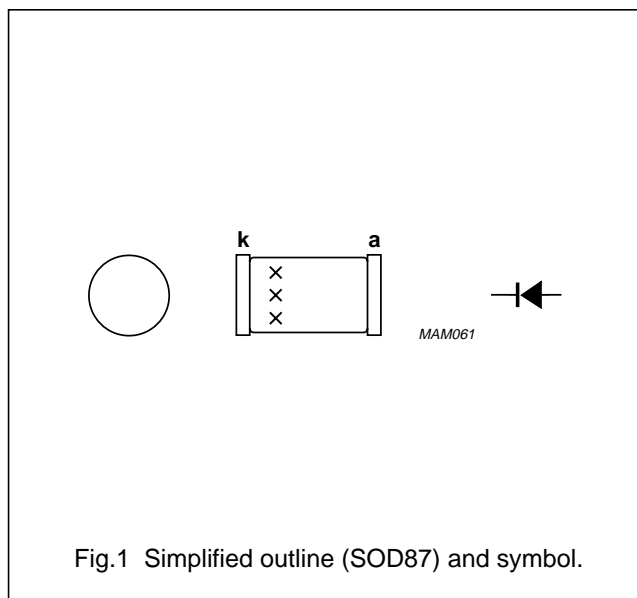 k a
MAM061
Fig.1 Simplified outline (SOD87) and symbol.